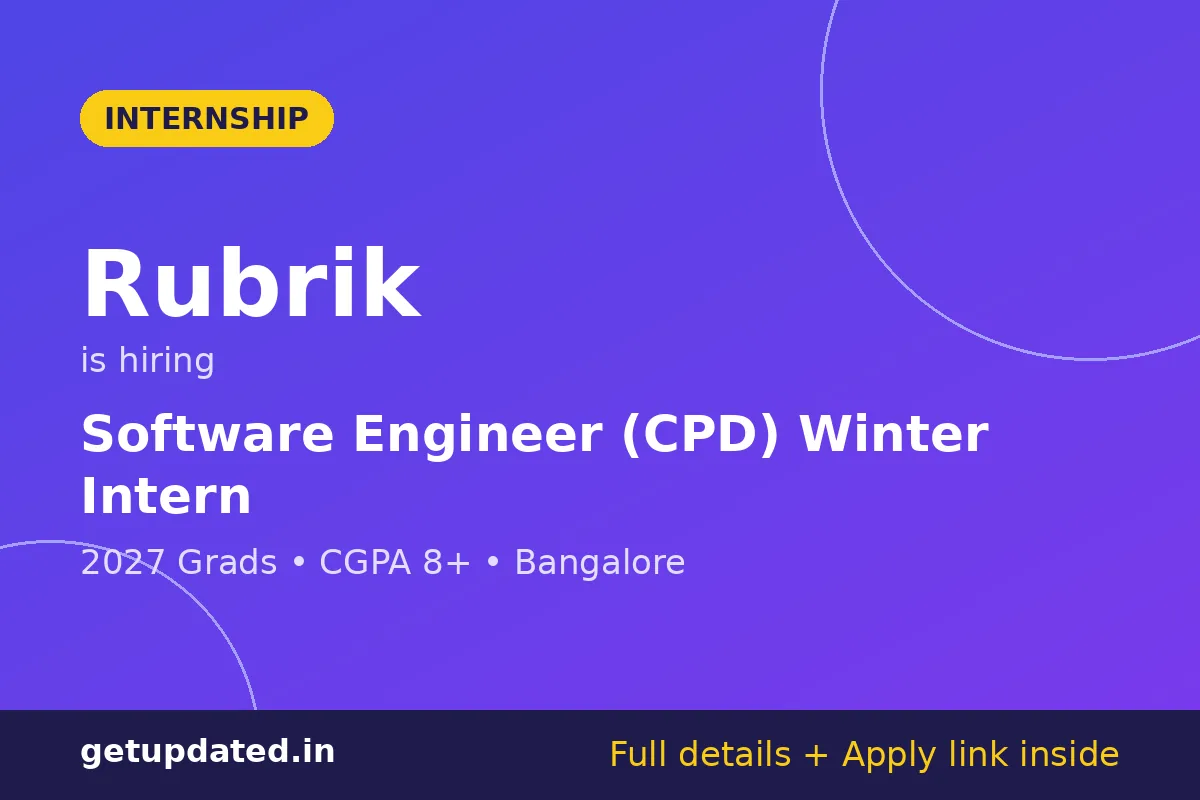 INTERNSHIP
Rubrik
is hiring
Software Engineer (CPD) Winter
Intern
2027 Grads • CGPA 8+ • Bangalore
getupdated.in
Full details + Apply link inside